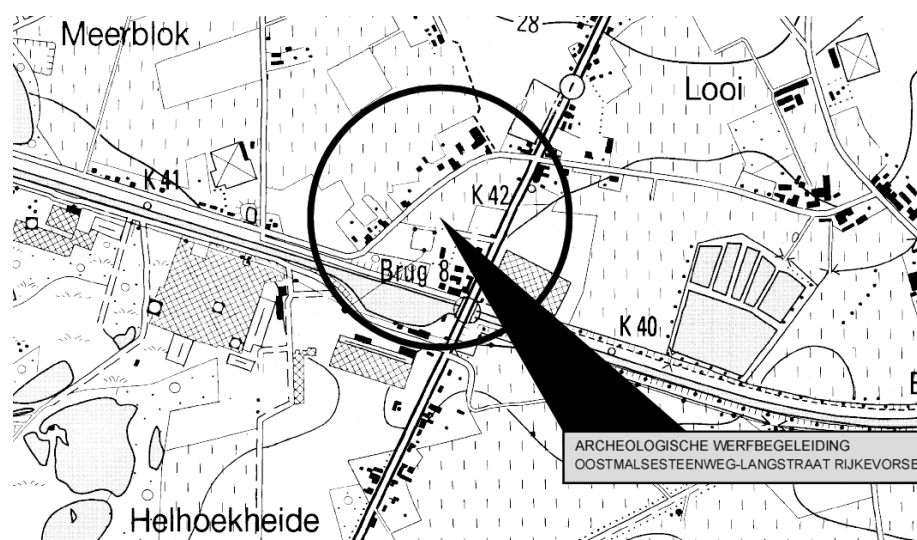 Meerblok
28
Looi
K 41
K 42
Brug 8
K 40
ARCHEOLOGISCHE WERFBEGELEIDING
OOSTMALSESTEENWEG-LANGSTRAAT RIJKEVORSE
Helhoekheide